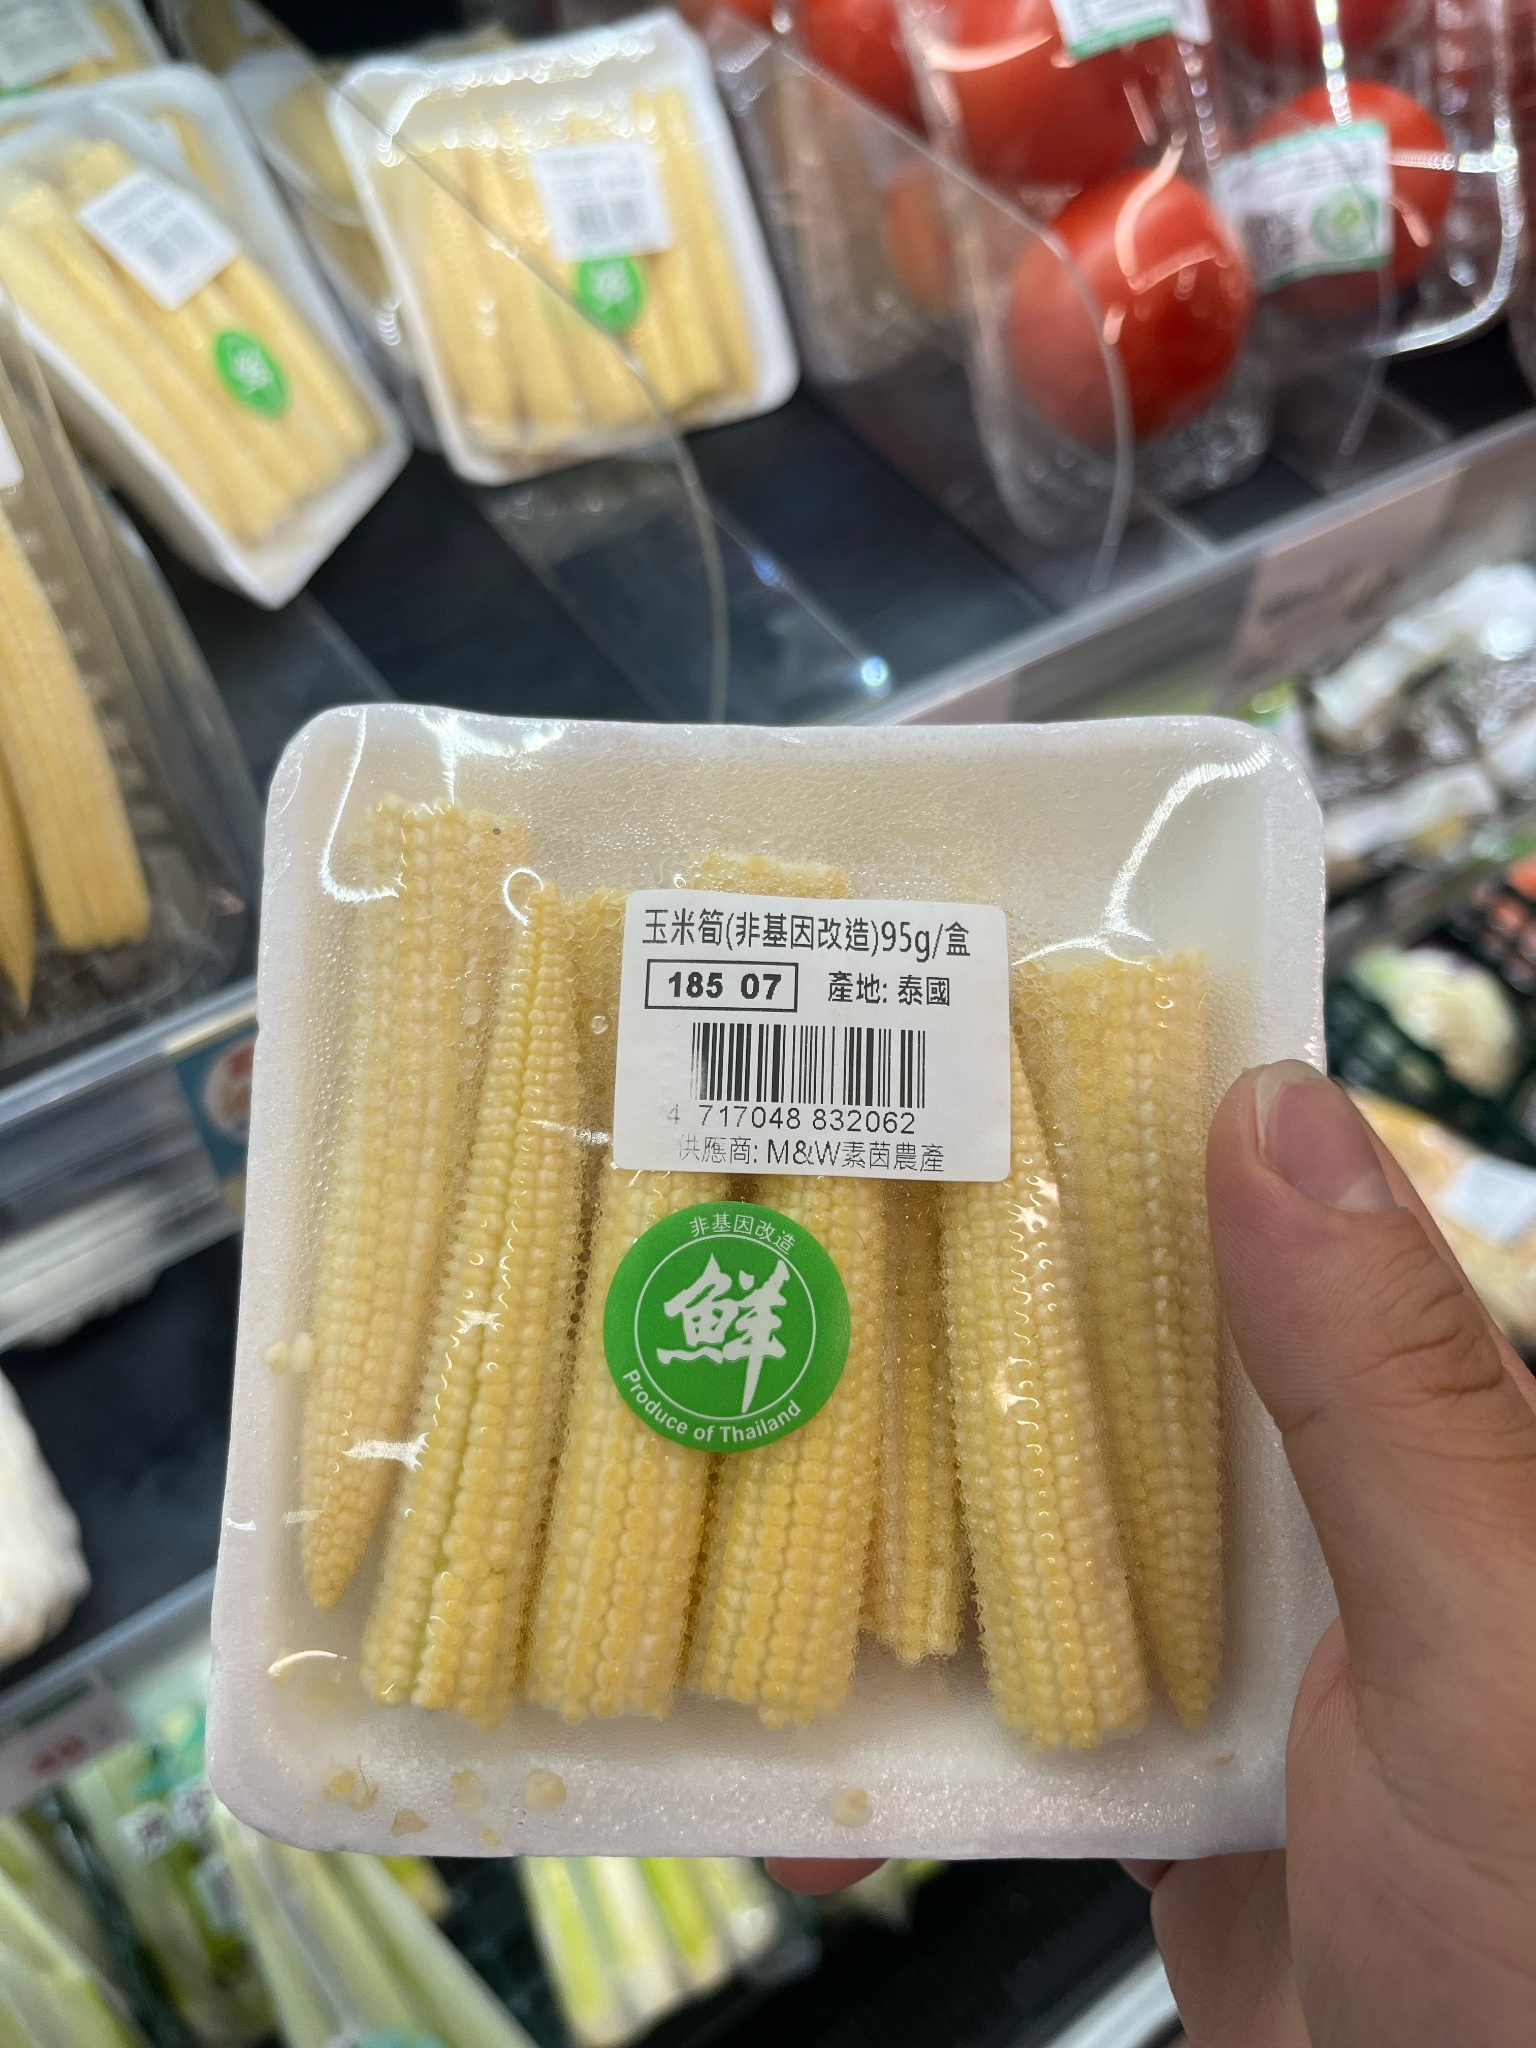 玉米筍(非基因改造)95g/盒
185 07
產地: 泰國
4 717048 832062
供應商: M&W素茵農產
非基因改造
鮮
Produce of Thailand